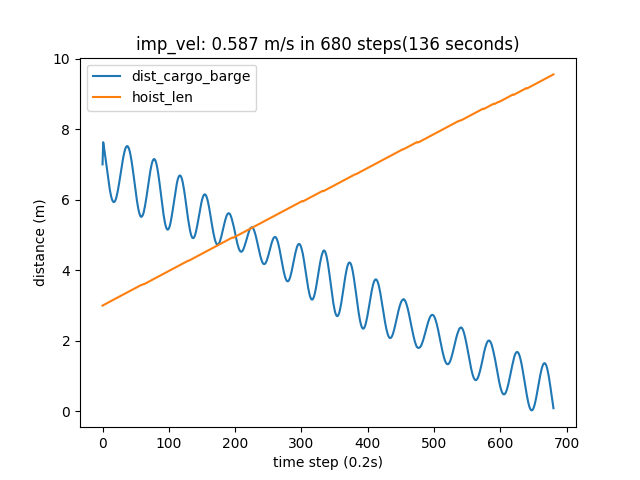 imp_vel: 0.587 m/s in 680 steps(136 seconds)
dist_cargo_barge
hoist_len
distance (m)
10
8
6
4
2
0
0 100 200 300 400 500 600 700
time step (0.2s)